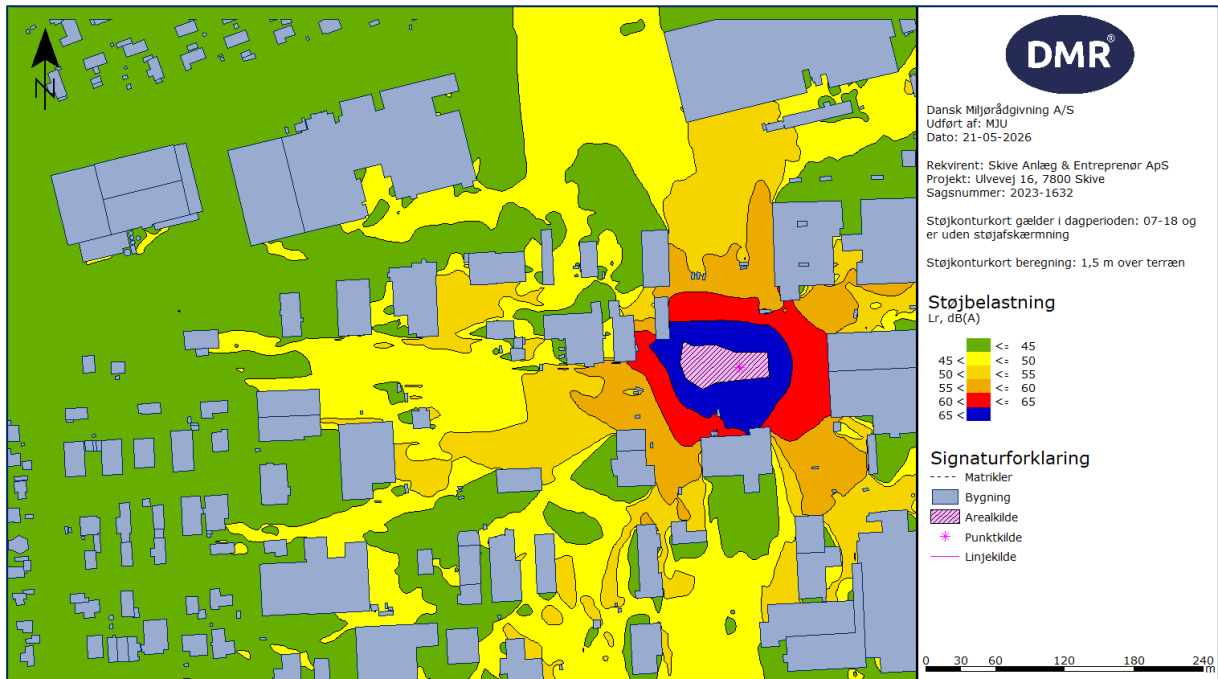 N
DMR®
Dansk Miljørådgivning A/S
Udført af: MJU
Dato: 21-05-2026
Rekvirent: Skive Anlæg & Entreprenør ApS
Projekt: Ulvevej 16, 7800 Skive
Sagsnummer: 2023-1632
Støjkonturkort gælder i dagperioden: 07-18 og
er uden støjafskærmning
Støjkonturkort beregning: 1,5 m over terræn
Støjbelastning
Lr, dB(A)
<= 45
45 < <= 50
50 < <= 55
55 < <= 60
60 < <= 65
65 <
Signaturforklaring
Matrikler
Bygning
Arealkilde
Punktkilde
Linjekilde
0 30 60 120 180 240
m